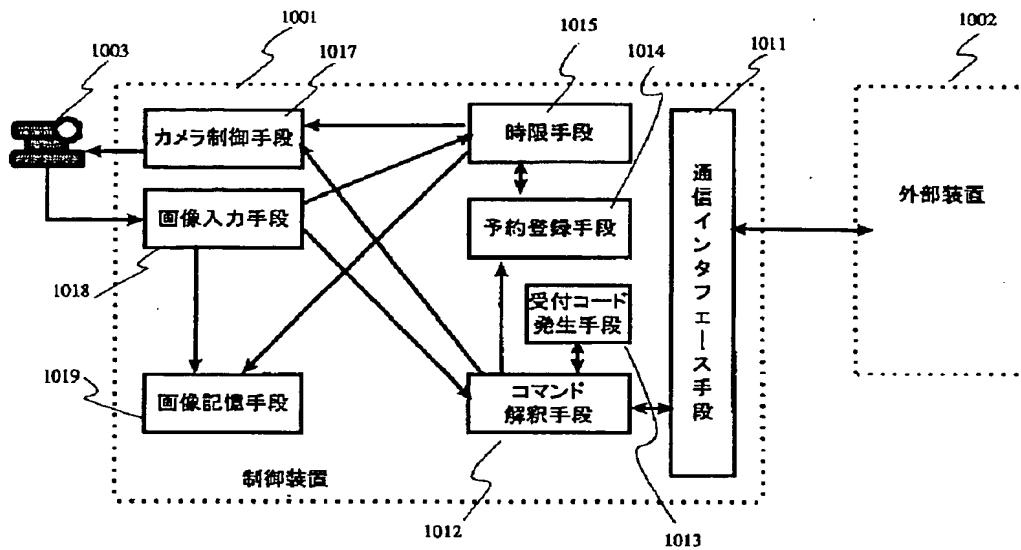 1001
1015
1002
1003
1017
1014
1011
カメラ制御手段
時限手段
画像入力手段
予約登録手段
通信インタフェース手段
外部装置
1018
受付コード
発生手段
1019
画像記憶手段
コマンド
解釈手段
制御装置
1012
1013